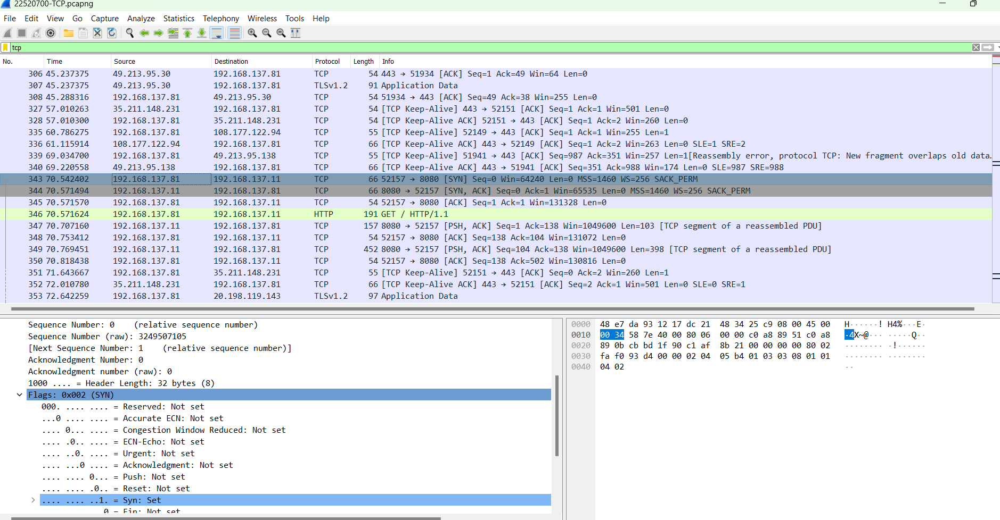 22520700-TCP.pcapng
File Edit View Go Capture Analyze Statistics Telephony Wireless Tools Help
tcp
No. Time Source Destination Protocol Length Info
306 45.237375 49.213.95.30 192.168.137.81 TCP 54 443 → 51934 [ACK] Seq=1 Ack=49 Win=64 Len=0
307 45.237375 49.213.95.30 192.168.137.81 TLSv1.2 91 Application Data
308 45.288316 192.168.137.81 49.213.95.30 TCP 54 51934 → 443 [ACK] Seq=49 Ack=38 Win=255 Len=0
327 57.010263 35.211.148.231 192.168.137.81 TCP 54 [TCP Keep-Alive] 443 → 52151 [ACK] Seq=1 Ack=1 Win=501 Len=0
328 57.010300 192.168.137.81 35.211.148.231 TCP 54 [TCP Keep-Alive ACK] 52151 → 443 [ACK] Seq=1 Ack=2 Win=260 Len=0
335 60.786275 192.168.137.81 108.177.122.94 TCP 55 [TCP Keep-Alive] 52149 → 443 [ACK] Seq=1 Ack=1 Win=255 Len=1
336 61.115914 108.177.122.94 192.168.137.81 TCP 66 [TCP Keep-Alive ACK] 443 → 52149 [ACK] Seq=1 Ack=2 Win=263 Len=0 SLE=1 SRE=2
339 69.034700 192.168.137.81 49.213.95.138 TCP 55 [TCP Keep-Alive] 51941 → 443 [ACK] Seq=987 Ack=351 Win=257 Len=1[Reassembly error, protocol TCP: New fragment overlaps old data.
340 69.220558 49.213.95.138 192.168.137.81 TCP 66 [TCP Keep-Alive ACK] 443 → 51941 [ACK] Seq=351 Ack=988 Win=174 Len=0 SLE=987 SRE=988
343 70.542402 192.168.137.81 192.168.137.11 TCP 66 52157 → 8080 [SYN] Seq=0 Win=64240 Len=0 MSS=1460 WS=256 SACK_PERM
344 70.571494 192.168.137.11 192.168.137.81 TCP 66 8080 → 52157 [SYN, ACK] Seq=0 Ack=1 Win=65535 Len=0 MSS=1460 WS=256 SACK_PERM
345 70.571570 192.168.137.81 192.168.137.11 TCP 54 52157 → 8080 [ACK] Seq=1 Ack=1 Win=131328 Len=0
346 70.571624 192.168.137.81 192.168.137.11 HTTP 191 GET / HTTP/1.1
347 70.707160 192.168.137.11 192.168.137.81 TCP 157 8080 → 52157 [PSH, ACK] Seq=1 Ack=138 Win=1049600 Len=103 [TCP segment of a reassembled PDU]
348 70.753412 192.168.137.81 192.168.137.11 TCP 54 52157 → 8080 [ACK] Seq=138 Ack=104 Win=131072 Len=0
349 70.769451 192.168.137.11 192.168.137.81 TCP 452 8080 → 52157 [PSH, ACK] Seq=104 Ack=138 Win=1049600 Len=398 [TCP segment of a reassembled PDU]
350 70.818438 192.168.137.81 192.168.137.11 TCP 54 52157 → 8080 [ACK] Seq=138 Ack=502 Win=130816 Len=0
351 71.643667 192.168.137.81 35.211.148.231 TCP 55 [TCP Keep-Alive] 52151 → 443 [ACK] Seq=0 Ack=2 Win=260 Len=1
352 72.010780 35.211.148.231 192.168.137.81 TCP 66 [TCP Keep-Alive ACK] 443 → 52151 [ACK] Seq=2 Ack=1 Win=501 Len=0 SLE=0 SRE=1
353 72.642259 192.168.137.81 20.198.119.143 TLSv1.2 97 Application Data
Sequence Number: 0 (relative sequence number)
Sequence Number (raw): 3249507105
[Next Sequence Number: 1 (relative sequence number)]
Acknowledgment Number: 0
Acknowledgment number (raw): 0
1000 .... = Header Length: 32 bytes (8)
Flags: 0x002 (SYN)
000. .... .... = Reserved: Not set
...0 .... .... = Accurate ECN: Not set
.... 0... .... = Congestion Window Reduced: Not set
.... .0.. .... = ECN-Echo: Not set
.... ..0. .... = Urgent: Not set
.... ...0 .... = Acknowledgment: Not set
.... .... 0... = Push: Not set
.... .... .0.. = Reset: Not set
.... .... ..1. = Syn: Set
0 = Fin: Not set
0000 48 e7 da 93 12 17 dc 21 48 34 25 c9 08 00 45 00 H······! H4%···E·
0010 00 34 58 7e 40 00 80 06 00 00 c0 a8 89 51 c0 a8 ·4X~@··· ·····Q··
0020 89 0b cb bd 1f 90 c1 af 8b 21 00 00 00 00 80 02 ········ ·!······
0030 fa f0 93 d4 00 00 02 04 05 b4 01 03 03 08 01 01 ········ ········
0040 04 02 ··